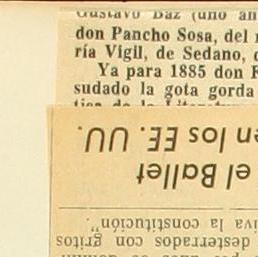 Gustavo Baz (uno an
don Pancho Sosa, del r
ría Vigil, de Sedano, d
Ya para 1885 don F
sudado la gota gorda
desterrados con gritos
viva la constitución".
el Ballet
en los EE. UU.